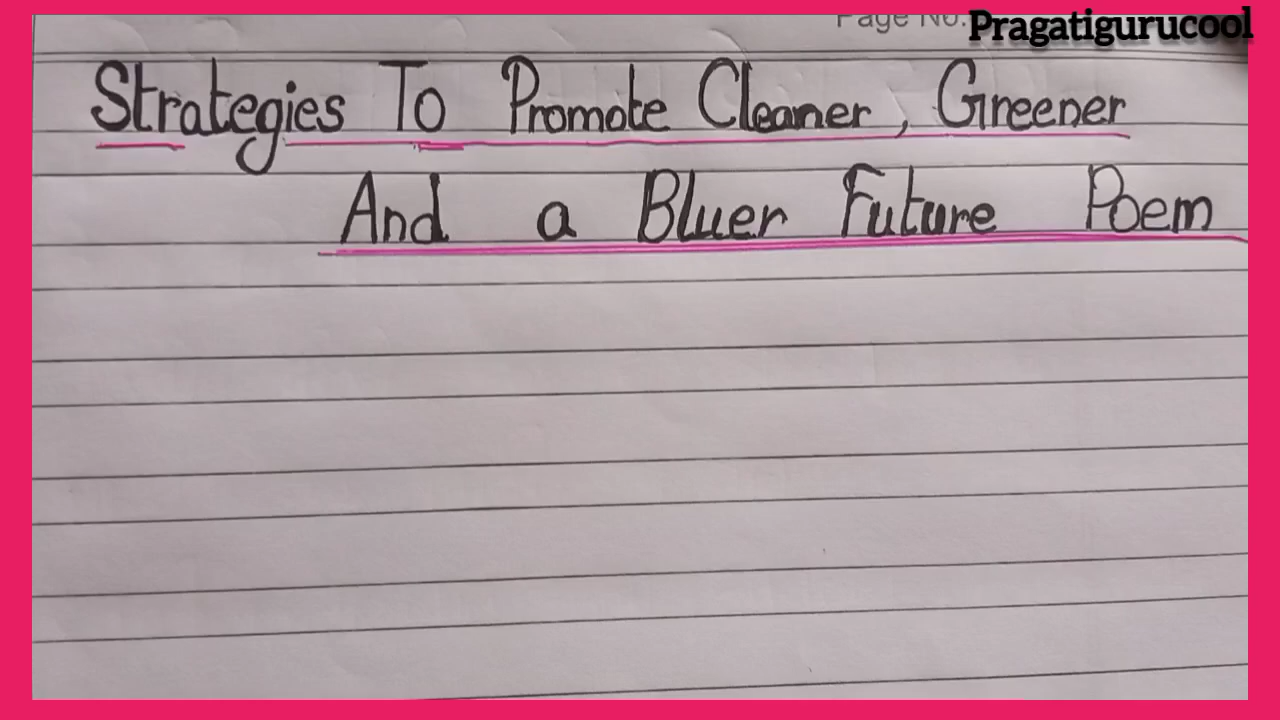 Page No.
Pragatigurucool
Strategies To Promote Cleaner, Greener
And a Bluer Future Poem